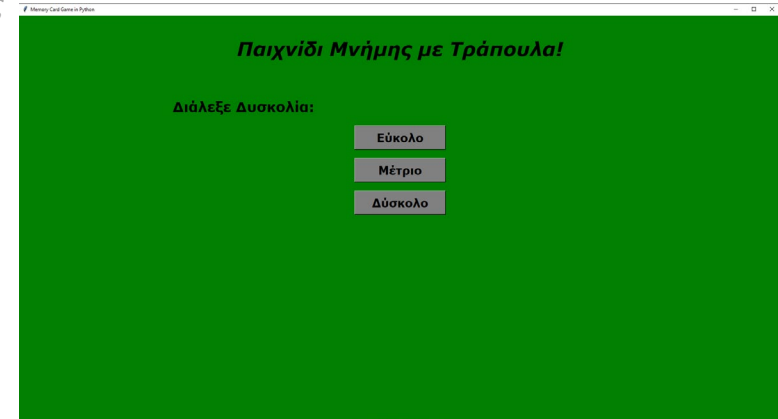 Memory Card Game in Python
Παιχνίδι Μνήμης με Τράπουλα!
Διάλεξε Δυσκολία:
Εύκολο
Μέτριο
Δύσκολο